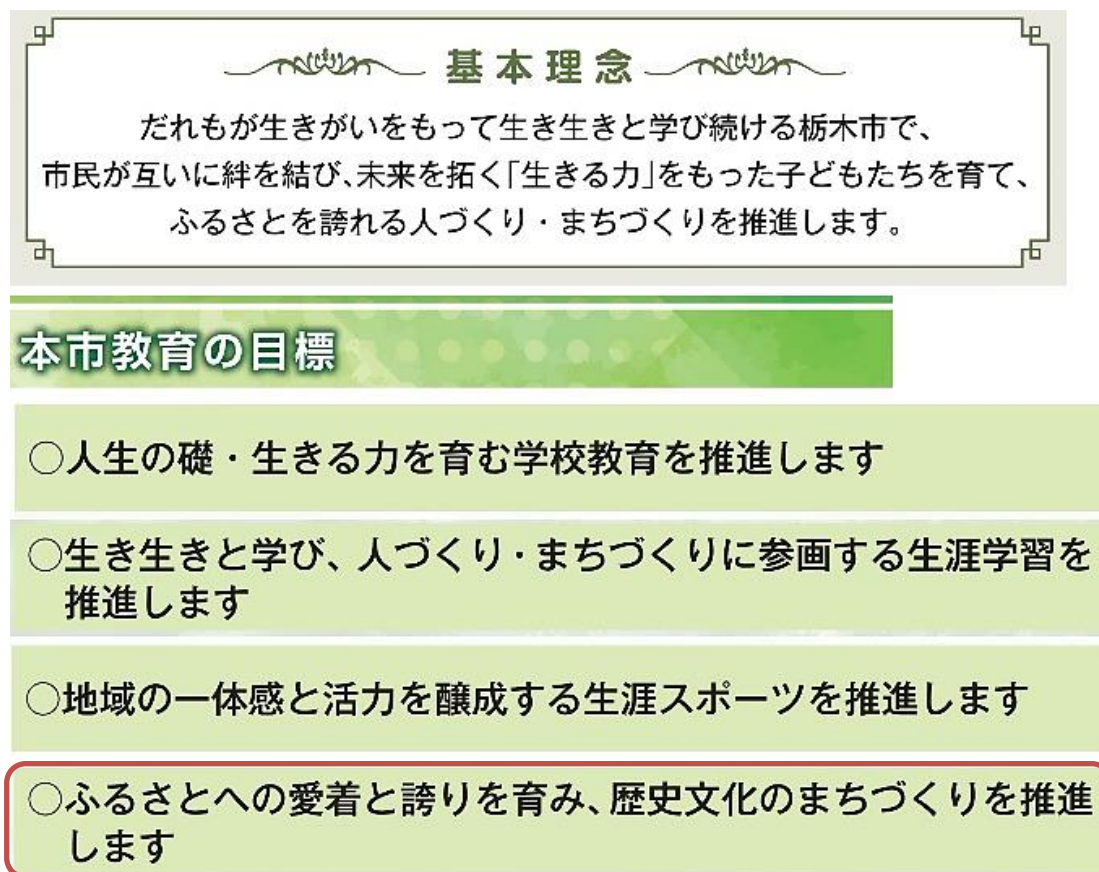 基本理念
だれもが生きがいをもって生き生きと学び続ける栃木市で、
市民が互いに絆を結び、未来を拓く「生きる力」をもった子どもたちを育て、
ふるさとを誇れる人づくり・まちづくりを推進します。
本市教育の目標
○人生の礎・生きる力を育む学校教育を推進します
○生き生きと学び、人づくり・まちづくりに参画する生涯学習を
推進します
○地域の一体感と活力を醸成する生涯スポーツを推進します
○ふるさとへの愛着と誇りを育み、歴史文化のまちづくりを推進
します